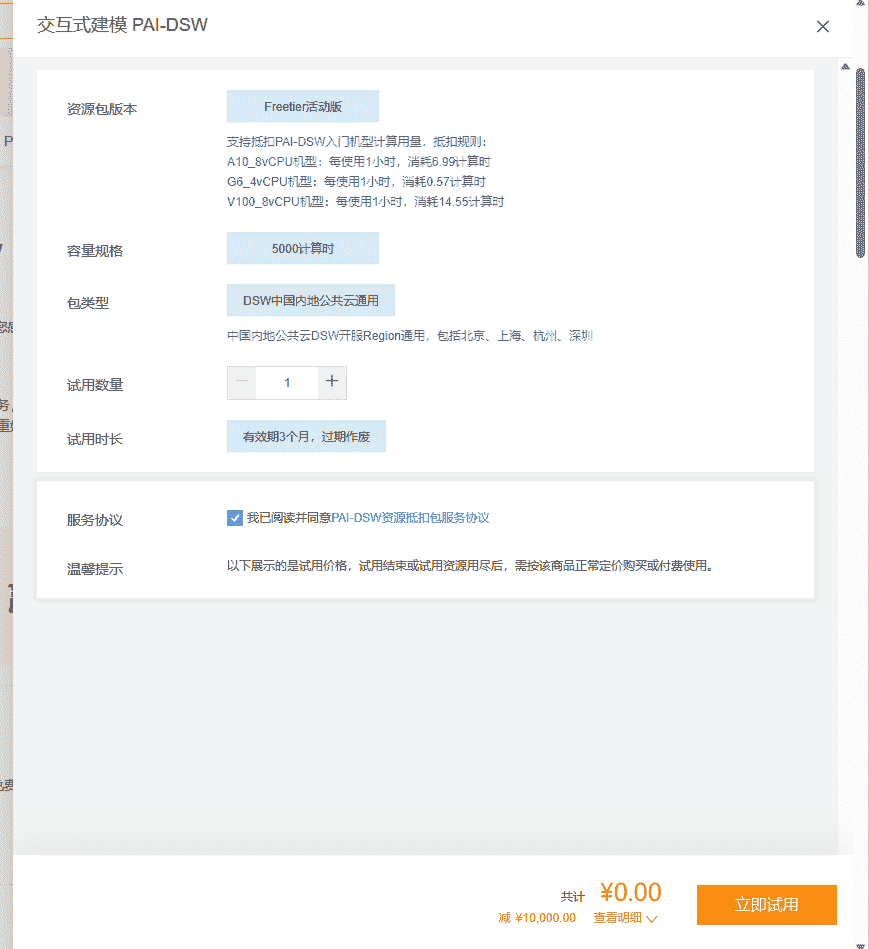 交互式建模 PAI-DSW
资源包版本
Freetier活动版
支持抵扣PAI-DSW入门机型计算用量，抵扣规则：
A10_8vCPU机型：每使用1小时，消耗6.99计算时
G6_4vCPU机型：每使用1小时，消耗0.57计算时
V100_8vCPU机型：每使用1小时，消耗14.55计算时
容量规格
5000计算时
包类型
DSW中国内地公共云通用
中国内地公共云DSW开服Region通用，包括北京、上海、杭州、深圳
试用数量
1
试用时长
有效期3个月，过期作废
服务协议
我已阅读并同意PAI-DSW资源抵扣包服务协议
温馨提示
以下展示的是试用价格，试用结束或试用资源用尽后，需按该商品正常定价购买或付费使用。
共计 ¥0.00
减 ¥10,000.00 查看明细
立即试用